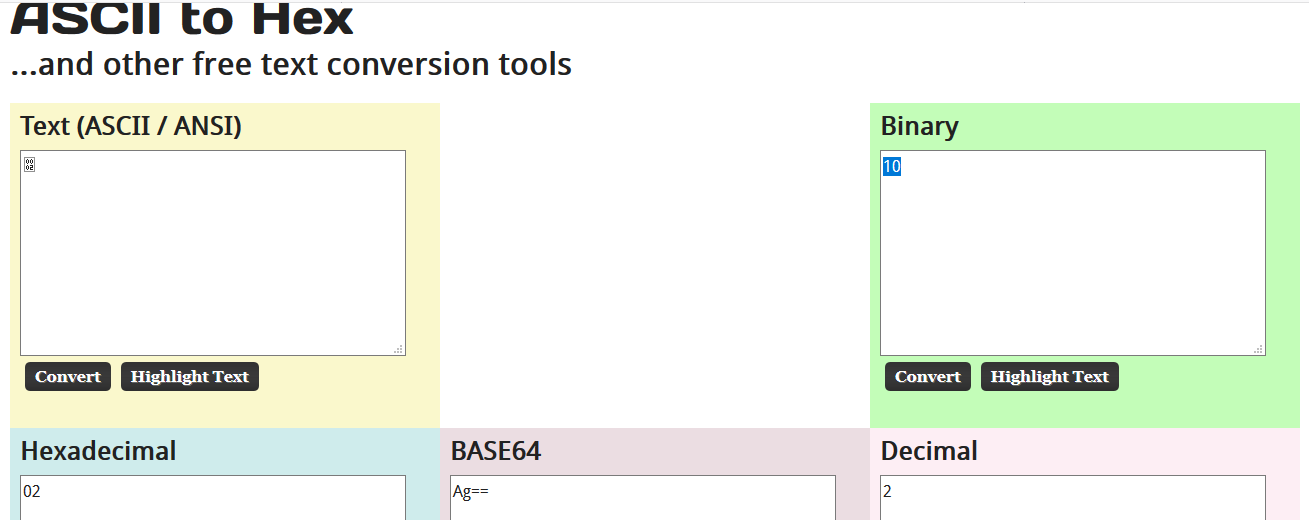 ASCII to Hex
...and other free text conversion tools
Text (ASCII / ANSI)
Convert
Highlight Text
Binary
10
Convert
Highlight Text
Hexadecimal
02
BASE64
Ag==
Decimal
2